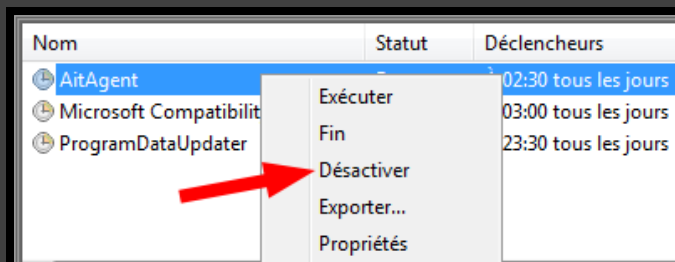 Nom Statut Déclencheurs
AitAgent 02:30 tous les jours
Exécuter
Microsoft Compatibilit 03:00 tous les jours
Fin
ProgramDataUpdater 23:30 tous les jours
Désactiver
Exporter...
Propriétés